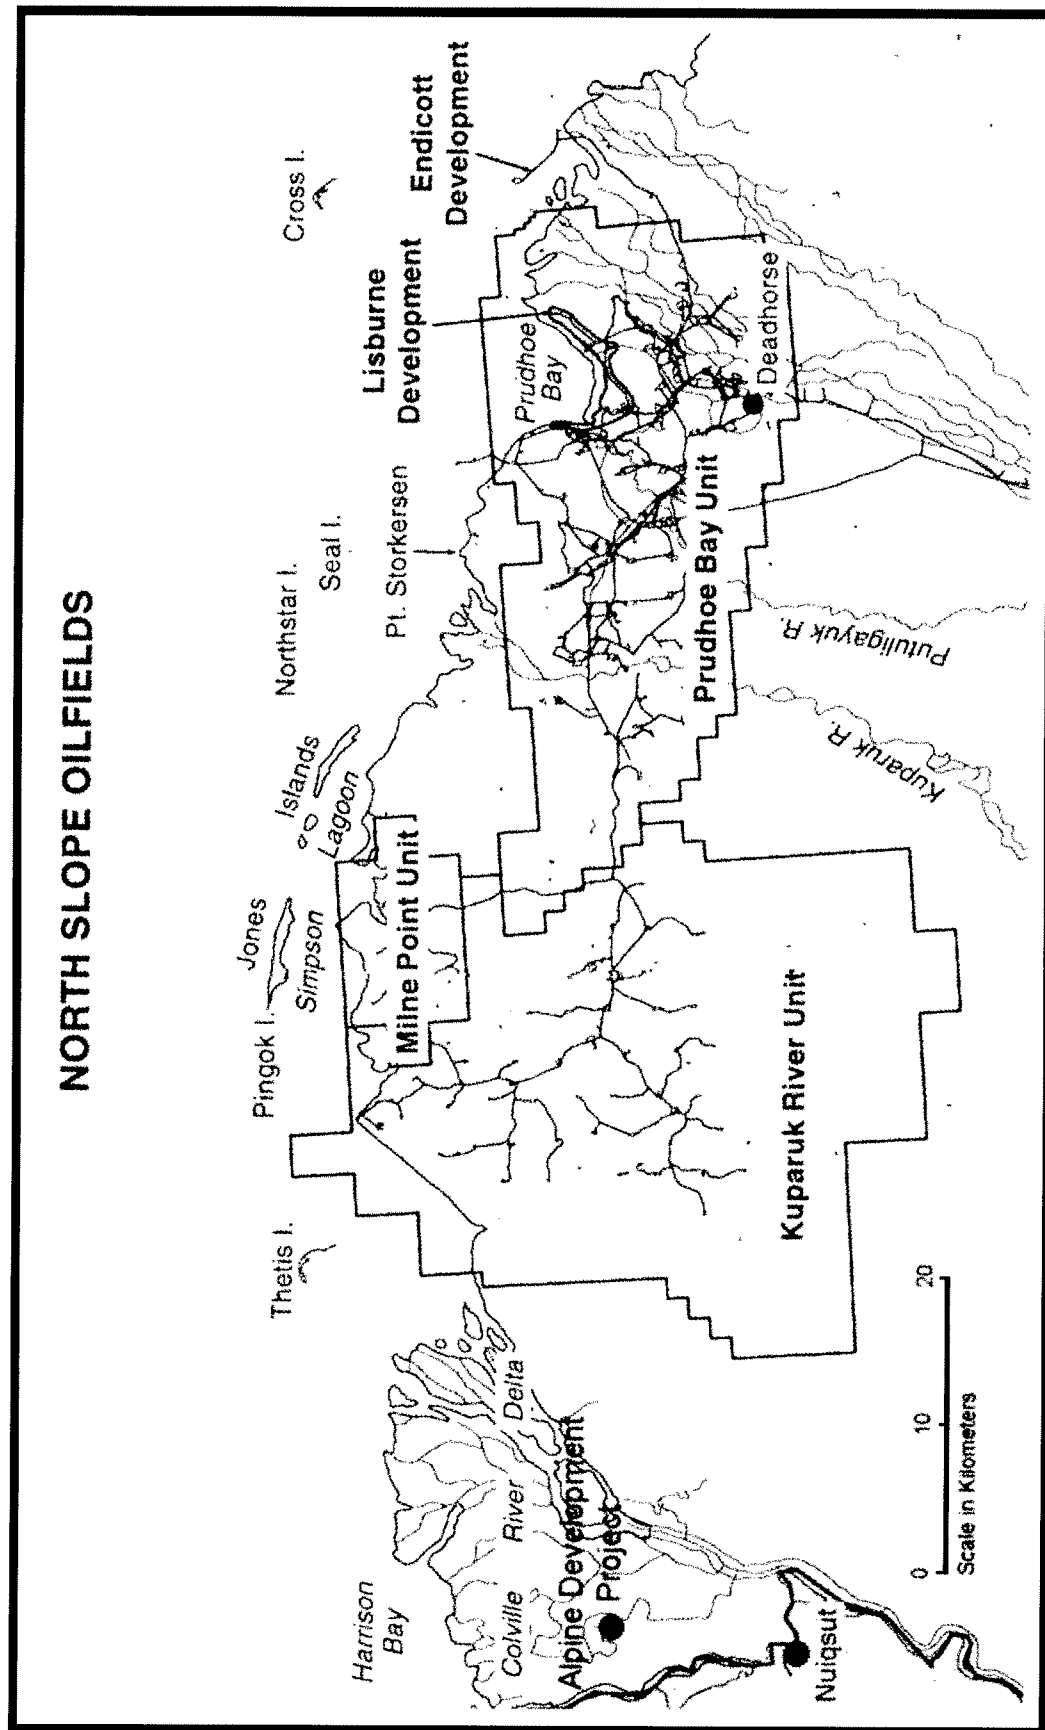 NORTH SLOPE OILFIELDS
Cross I.
Endicott
Development
Lisburne
Development
Prudhoe
Bay
Deadhorse
Northstar I.
Seal I.
Pt. Storkersen
Prudhoe Bay Unit
Putuligayuk R.
Kuparuk R.
Jones
Islands
Simpson
Lagoon
Pingok I.
Milne Point Unit
Kuparuk River Unit
Thetis I.
Harrison
Bay
Colville River Delta
Alpine Development
Project
Nuiqsut
0 10 20
Scale in Kilometers